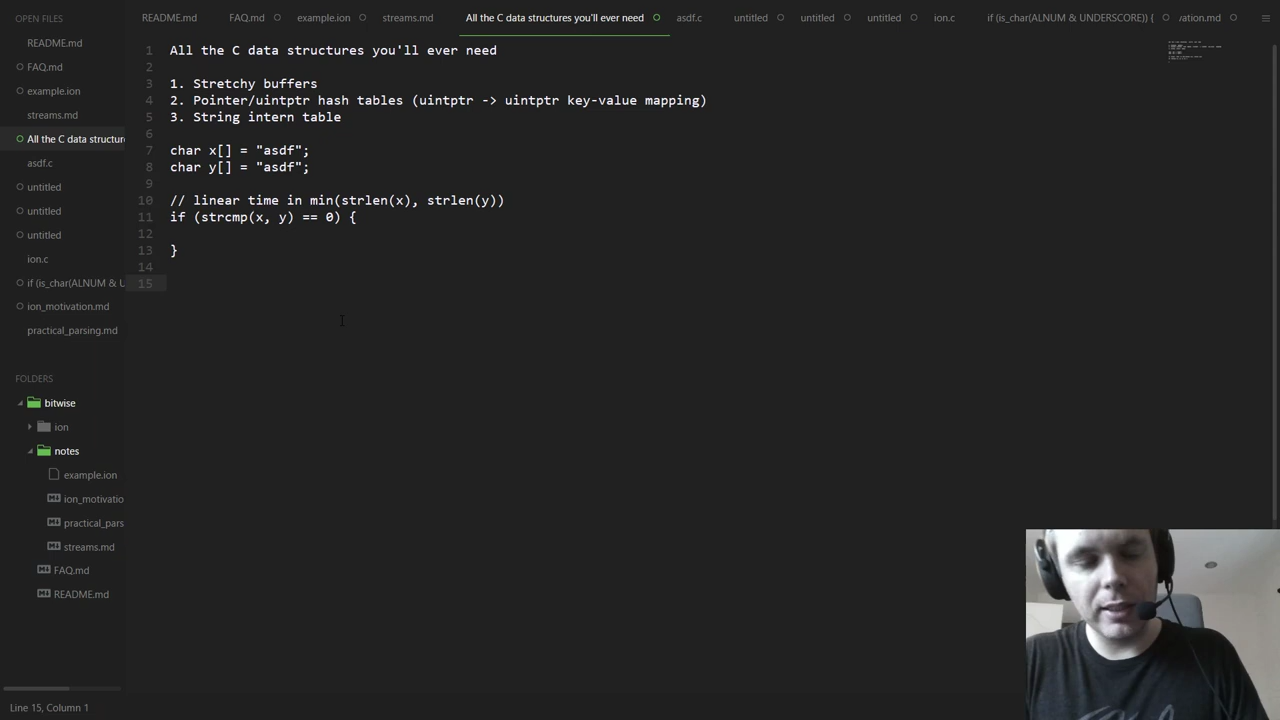 OPEN FILES
README.md
FAQ.md
example.ion
streams.md
All the C data structure
asdf.c
untitled
untitled
untitled
ion.c
if (is_char(ALNUM & U
ion_motivation.md
practical_parsing.md
FOLDERS
bitwise
ion
notes
example.ion
ion_motivatio
practical_pars
streams.md
FAQ.md
README.md
README.md FAQ.md example.ion streams.md All the C data structures you'll ever need asdf.c untitled untitled untitled ion.c if (is_char(ALNUM & UNDERSCORE)) { vation.md
1 All the C data structures you'll ever need
2
3 1. Stretchy buffers
4 2. Pointer/uintptr hash tables (uintptr -> uintptr key-value mapping)
5 3. String intern table
6
7 char x[] = "asdf";
8 char y[] = "asdf";
9
10 // linear time in min(strlen(x), strlen(y))
11 if (strcmp(x, y) == 0) {
12
13 }
14
15
Line 15, Column 1